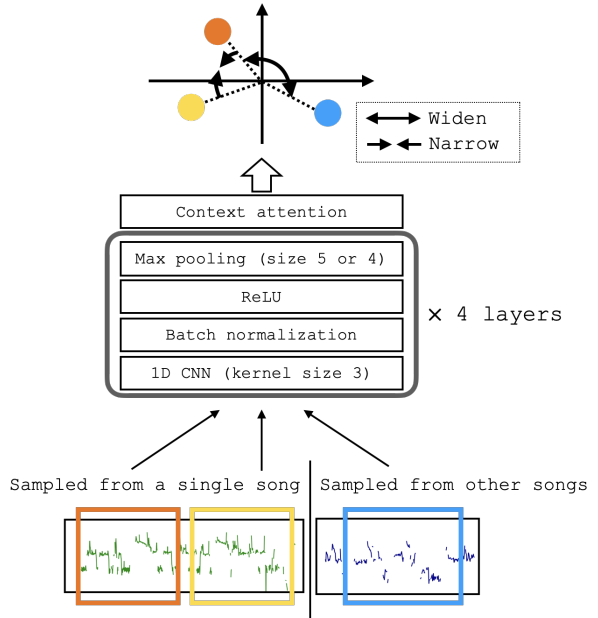 Widen
Narrow
Context attention
Max pooling (size 5 or 4)
ReLU
Batch normalization
1D CNN (kernel size 3)
× 4 layers
Sampled from a single song
Sampled from other songs